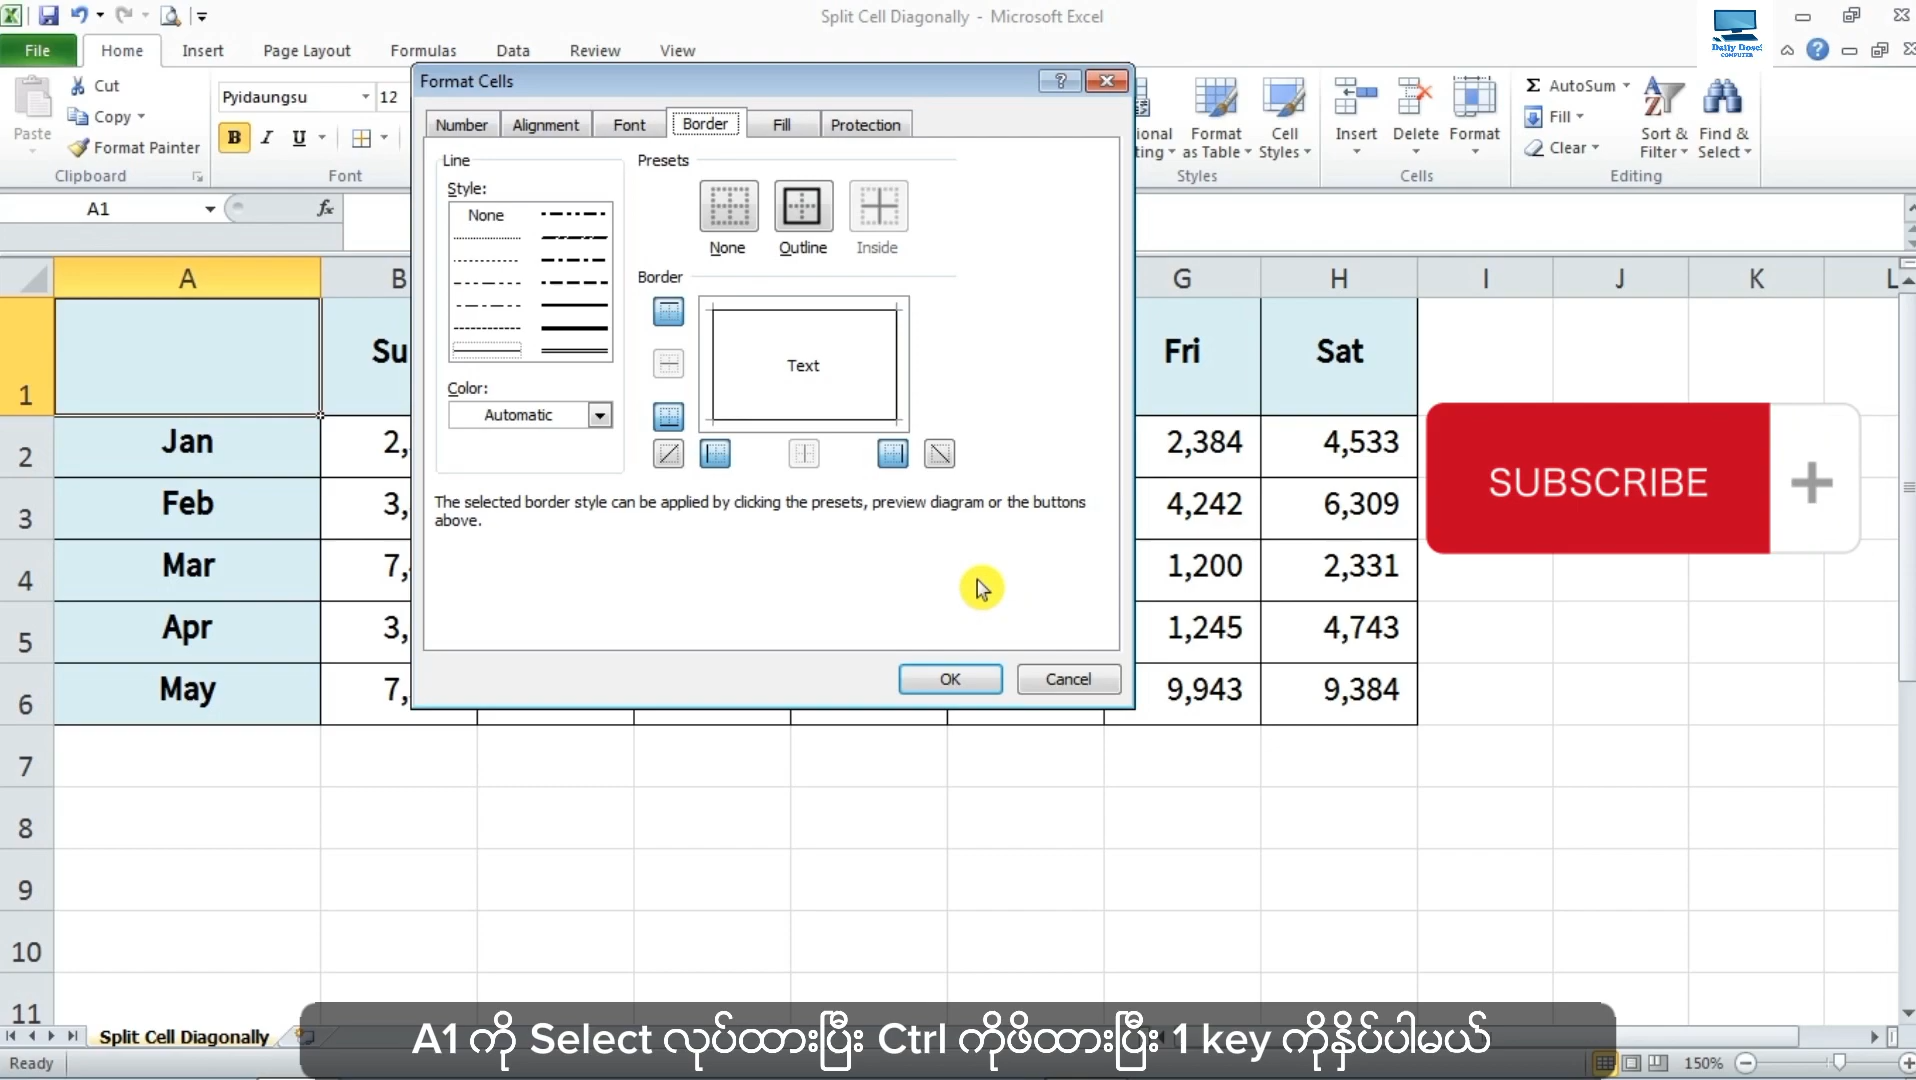 Split Cell Diagonally - Microsoft Excel
Daily Dose!
COMPUTER
File Home Insert Page Layout Formulas Data Review View
Cut
Copy
Format Painter
Paste
Clipboard
Pyidaungsu 12
B I U
Font
Format as Table
Cell Styles
Styles
Insert Delete Format
Cells
Σ AutoSum
Fill
Clear
Sort & Filter
Find & Select
Editing
A1 fx
Format Cells
Number Alignment Font Border Fill Protection
Line
Style:
None
Color:
Automatic
Presets
None Outline Inside
Border
Text
The selected border style can be applied by clicking the presets, preview diagram or the buttons
above.
OK Cancel
A B G H I J K L
1 Su Fri Sat
2 Jan 2, 2,384 4,533
3 Feb 3, 4,242 6,309
4 Mar 7, 1,200 2,331
5 Apr 3, 1,245 4,743
6 May 7, 9,943 9,384
7
8
9
10
11
SUBSCRIBE +
Split Cell Diagonally
A1 ကို Select လုပ်ထားပြီး Ctrl ကိုဖိထားပြီး 1 key ကိုနှိပ်ပါမယ်
Ready 150%